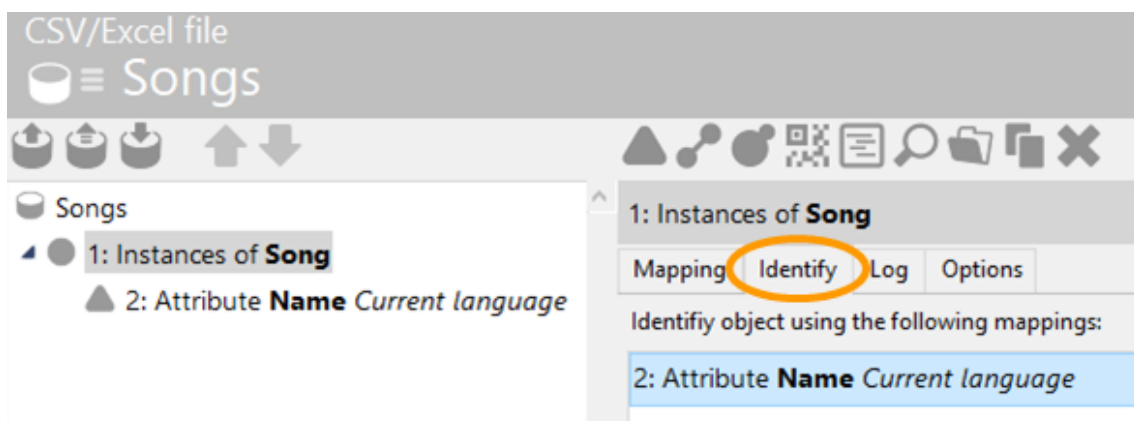 CSV/Excel file
Songs
Songs
1: Instances of Song
2: Attribute Name Current language
1: Instances of Song
Mapping Identify Log Options
Identifiy object using the following mappings:
2: Attribute Name Current language